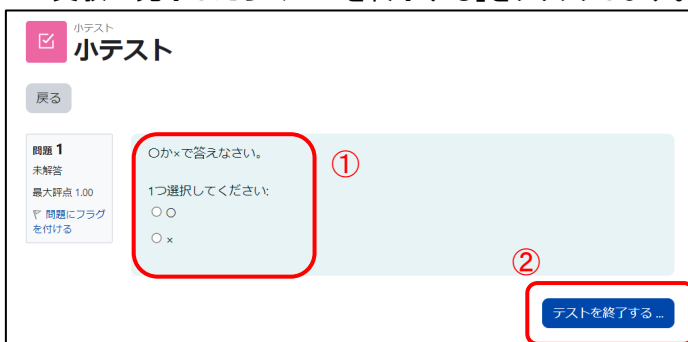 小テスト
小テスト
戻る
問題 1
未解答
最大評点 1.00
問題にフラグ
を付ける
〇か×で答えなさい。
1つ選択してください:
〇
×
①
②
テストを終了する ...